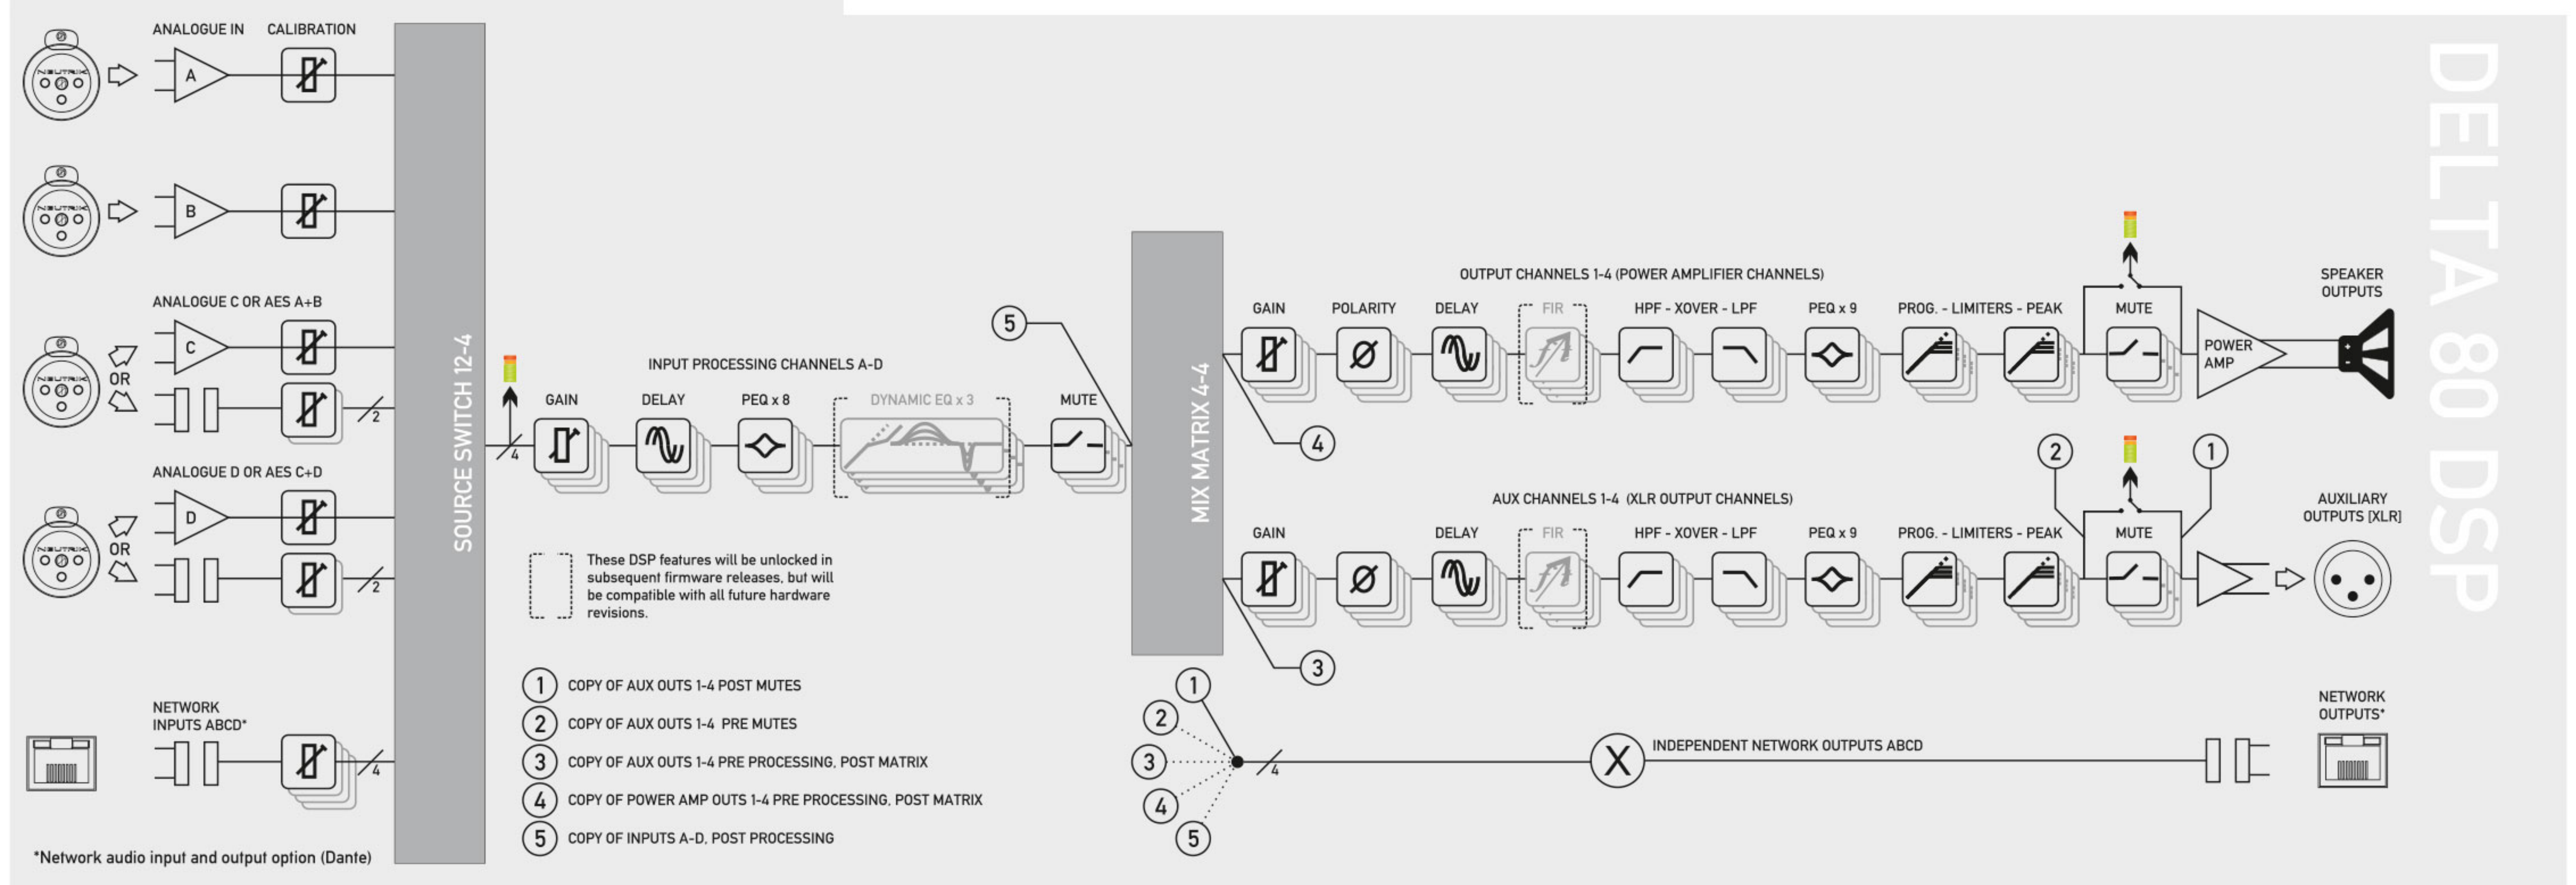 ANALOGUE IN
CALIBRATION
NEUTRIK
A
NEUTRIK
B
ANALOGUE C OR AES A+B
NEUTRIK
C
OR
2
ANALOGUE D OR AES C+D
NEUTRIK
D
OR
2
NETWORK
INPUTS ABCD*
4
*Network audio input and output option (Dante)
SOURCE SWITCH 12-4
4
INPUT PROCESSING CHANNELS A-D
GAIN
DELAY
PEQ x 8
DYNAMIC EQ x 3
MUTE
5
These DSP features will be unlocked in
subsequent firmware releases, but will
be compatible with all future hardware
revisions.
1 COPY OF AUX OUTS 1-4 POST MUTES
2 COPY OF AUX OUTS 1-4 PRE MUTES
3 COPY OF AUX OUTS 1-4 PRE PROCESSING, POST MATRIX
4 COPY OF POWER AMP OUTS 1-4 PRE PROCESSING, POST MATRIX
5 COPY OF INPUTS A-D, POST PROCESSING
MIX MATRIX 4-4
OUTPUT CHANNELS 1-4 (POWER AMPLIFIER CHANNELS)
GAIN
POLARITY
DELAY
FIR
HPF - XOVER - LPF
PEQ x 9
PROG. - LIMITERS - PEAK
MUTE
POWER
AMP
SPEAKER
OUTPUTS
4
AUX CHANNELS 1-4 (XLR OUTPUT CHANNELS)
GAIN
DELAY
FIR
HPF - XOVER - LPF
PEQ x 9
PROG. - LIMITERS - PEAK
2
MUTE
1
AUXILIARY
OUTPUTS [XLR]
3
1
2
3
4
5
4
X
INDEPENDENT NETWORK OUTPUTS ABCD
NETWORK
OUTPUTS*
DELTA 80 DSP